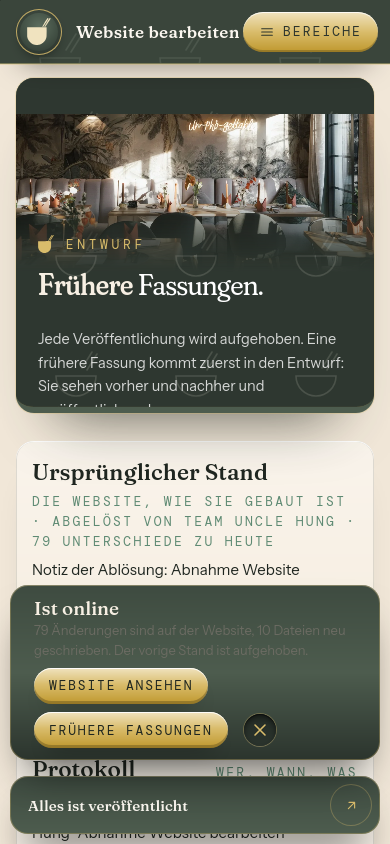 Website bearbeiten
≡ BEREICHE
ENTWURF
Frühere Fassungen.
Jede Veröffentlichung wird aufgehoben. Eine
frühere Fassung kommt zuerst in den Entwurf:
Sie sehen vorher und nachher und
Ursprünglicher Stand
DIE WEBSITE, WIE SIE GEBAUT IST
· ABGELÖST VON TEAM UNCLE HUNG ·
79 UNTERSCHIEDE ZU HEUTE
Notiz der Ablösung: Abnahme Website
Ist online
79 Änderungen sind auf der Website, 10 Dateien neu
geschrieben. Der vorige Stand ist aufgehoben.
WEBSITE ANSEHEN
FRÜHERE FASSUNGEN
Protokoll
WER, WANN, WAS
Alles ist veröffentlicht
Hung Abnahme Website bearbeiten